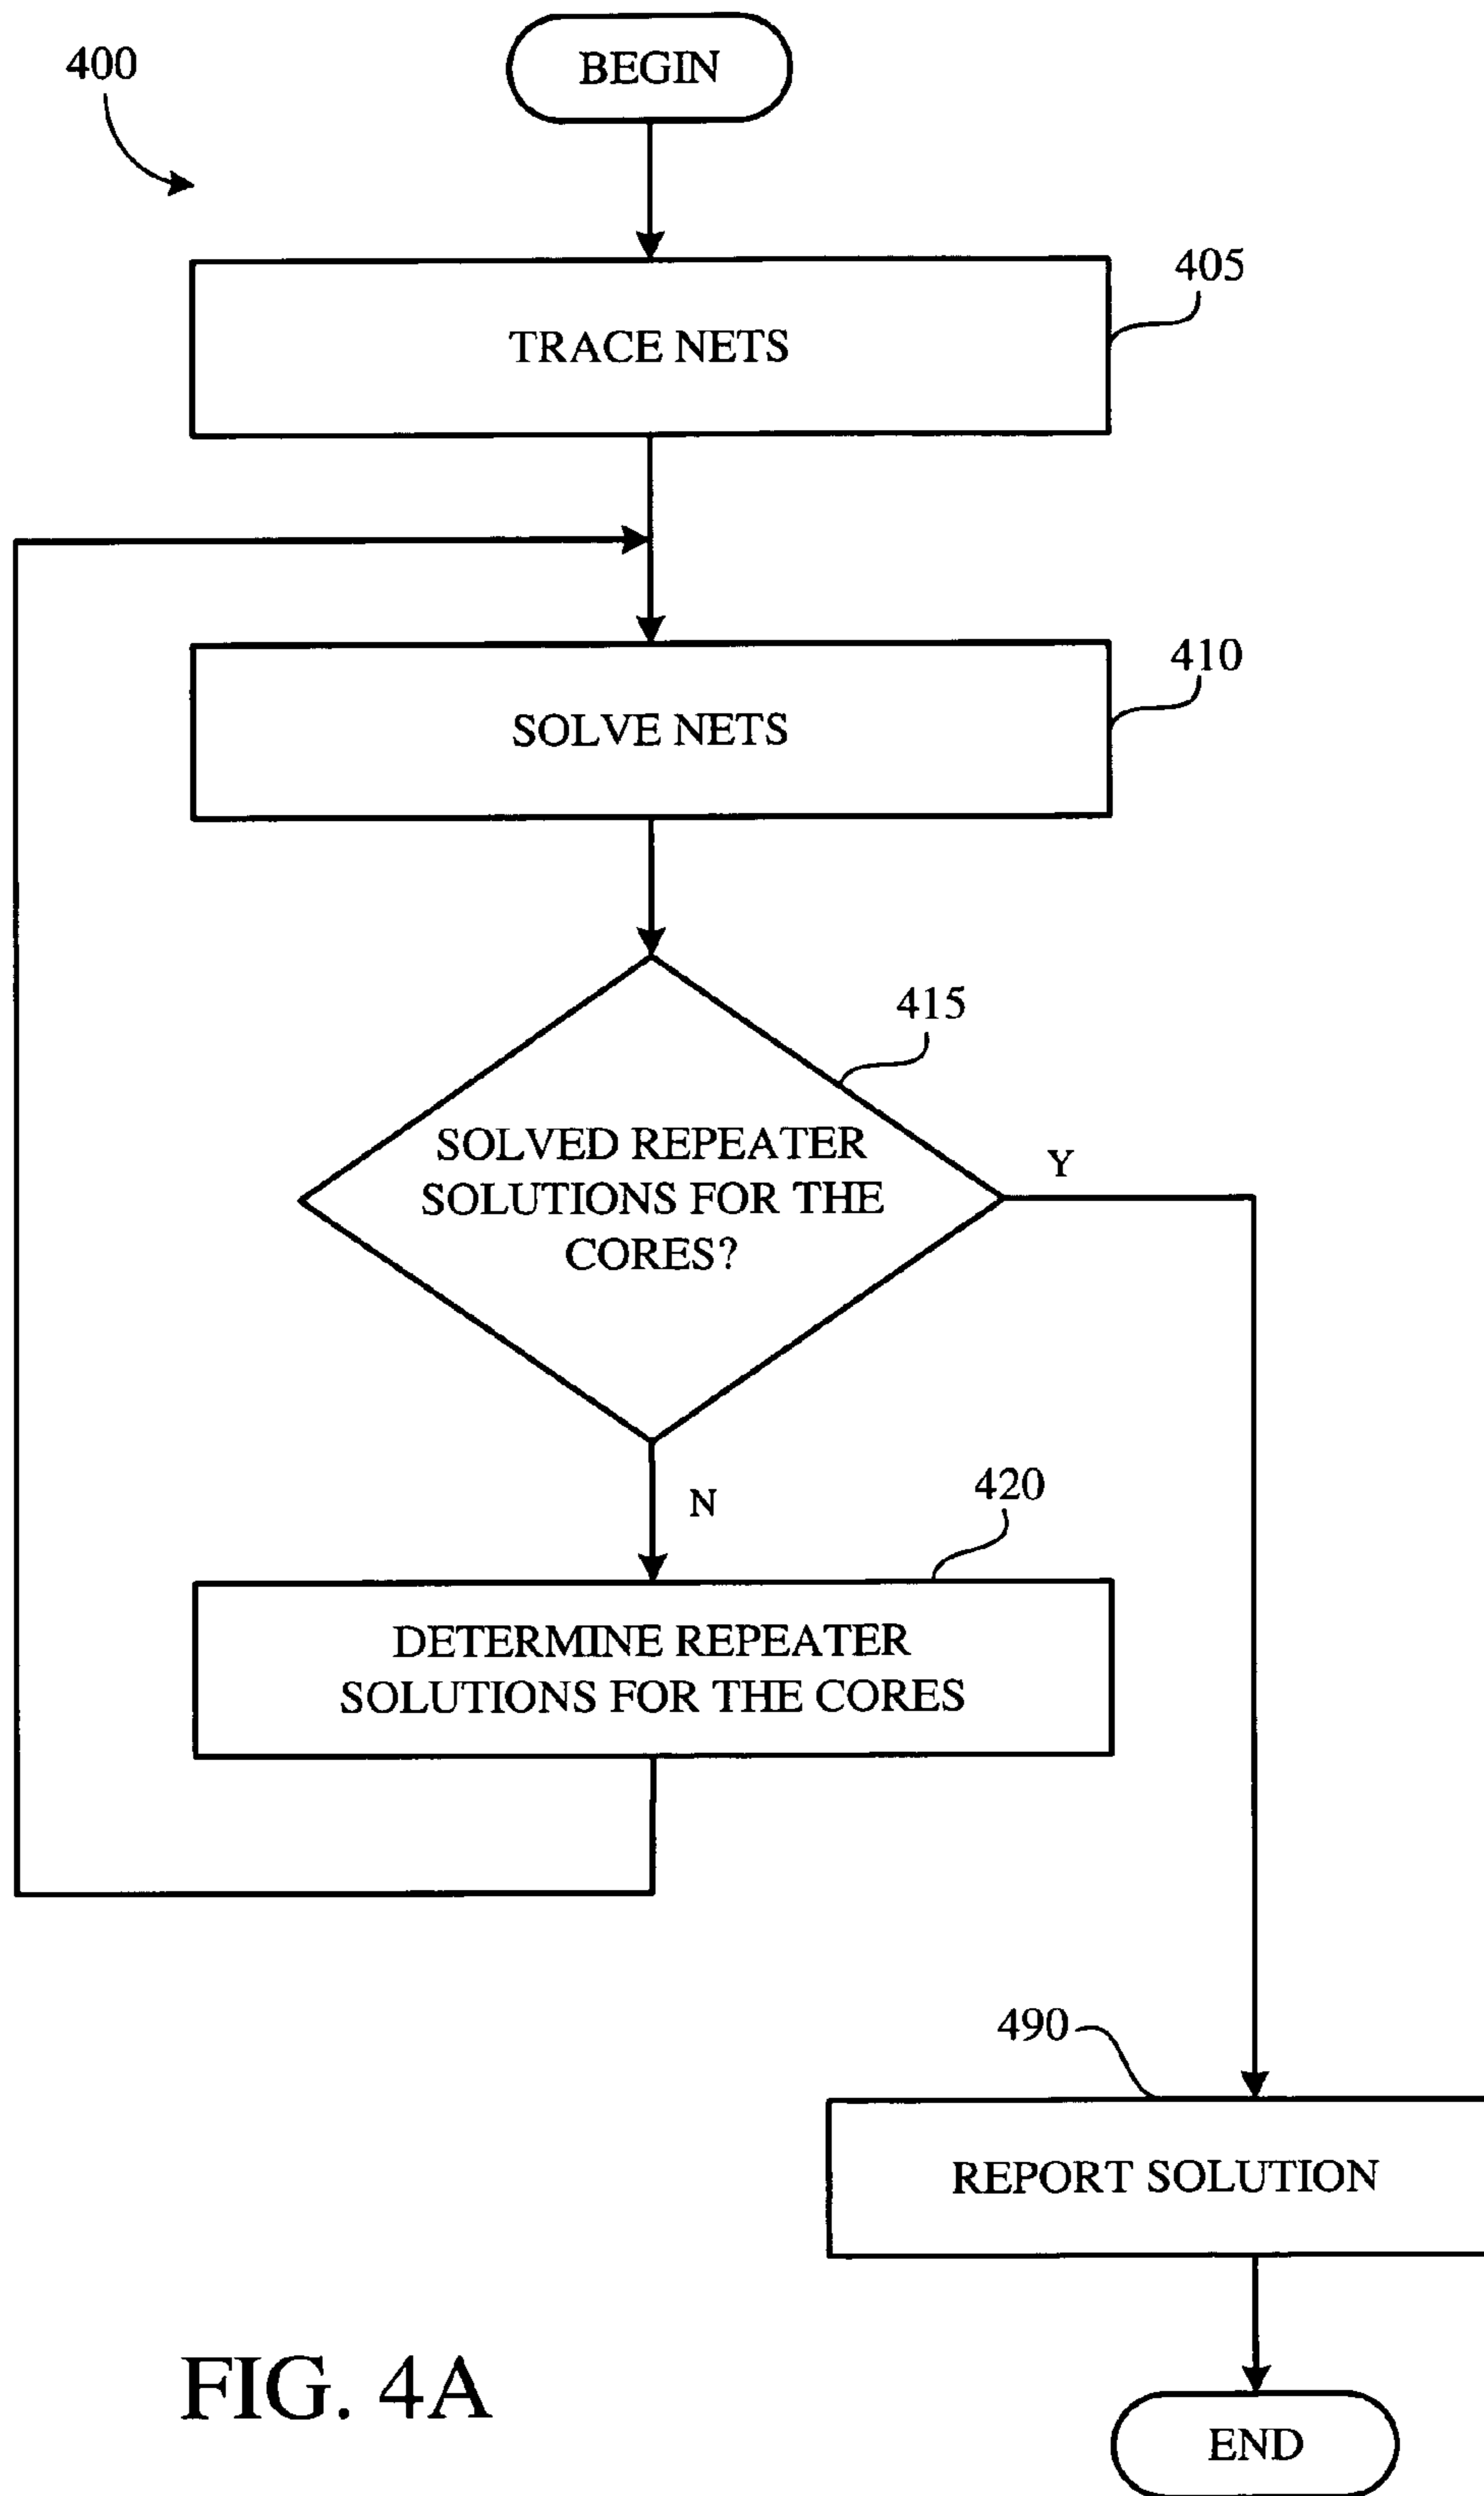 400
BEGIN
405
TRACE NETS
410
SOLVE NETS
415
SOLVED REPEATER
SOLUTIONS FOR THE
CORES?
Y
N
420
DETERMINE REPEATER
SOLUTIONS FOR THE CORES
490
REPORT SOLUTION
END
FIG. 4A